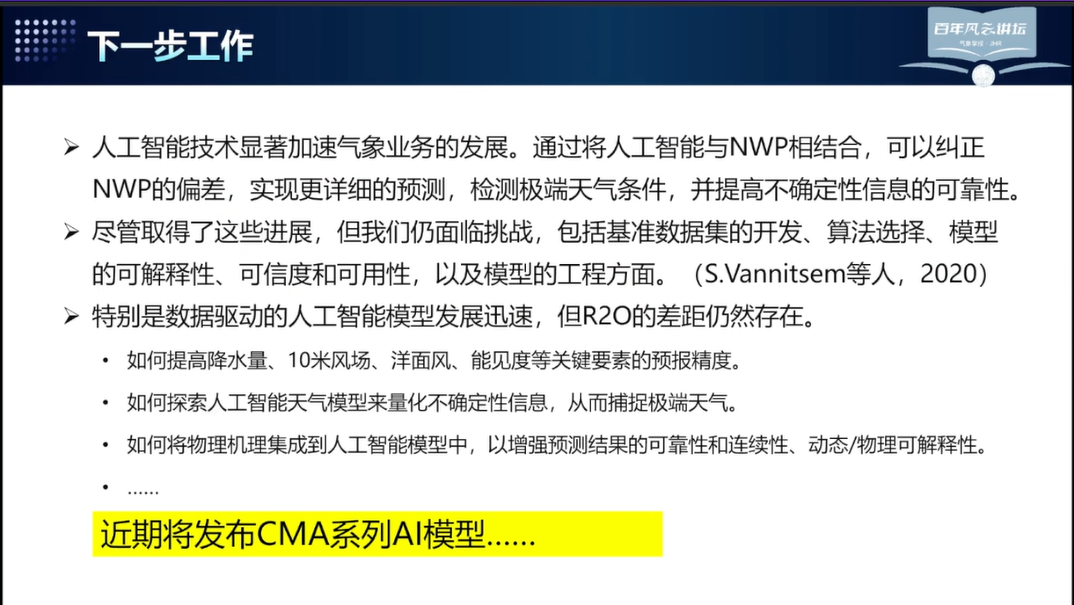 下一步工作
百年风云讲坛
➢ 人工智能技术显著加速气象业务的发展。通过将人工智能与NWP相结合，可以纠正
NWP的偏差，实现更详细的预测，检测极端天气条件，并提高不确定性信息的可靠性。
➢ 尽管取得了这些进展，但我们仍面临挑战，包括基准数据集的开发、算法选择、模型
的可解释性、可信度和可用性，以及模型的工程方面。（S.Vannitsem等人，2020）
➢ 特别是数据驱动的人工智能模型发展迅速，但R2O的差距仍然存在。
• 如何提高降水量、10米风场、洋面风、能见度等关键要素的预报精度。
• 如何探索人工智能天气模型来量化不确定性信息，从而捕捉极端天气。
• 如何将物理机理集成到人工智能模型中，以增强预测结果的可靠性和连续性、动态/物理可解释性。
• ......
近期将发布CMA系列AI模型......